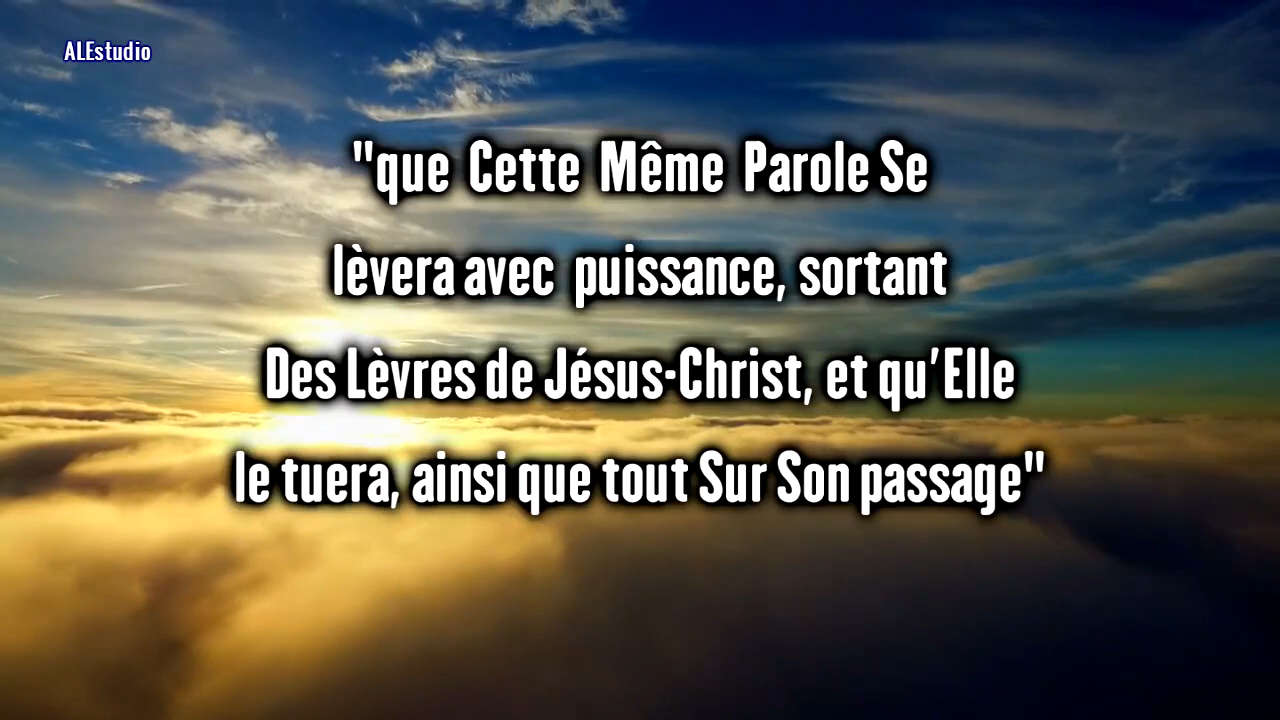 ALEstudio
"que Cette Même Parole Se
lèvera avec puissance, sortant
Des Lèvres de Jésus-Christ, et qu'Elle
le tuera, ainsi que tout Sur Son passage"